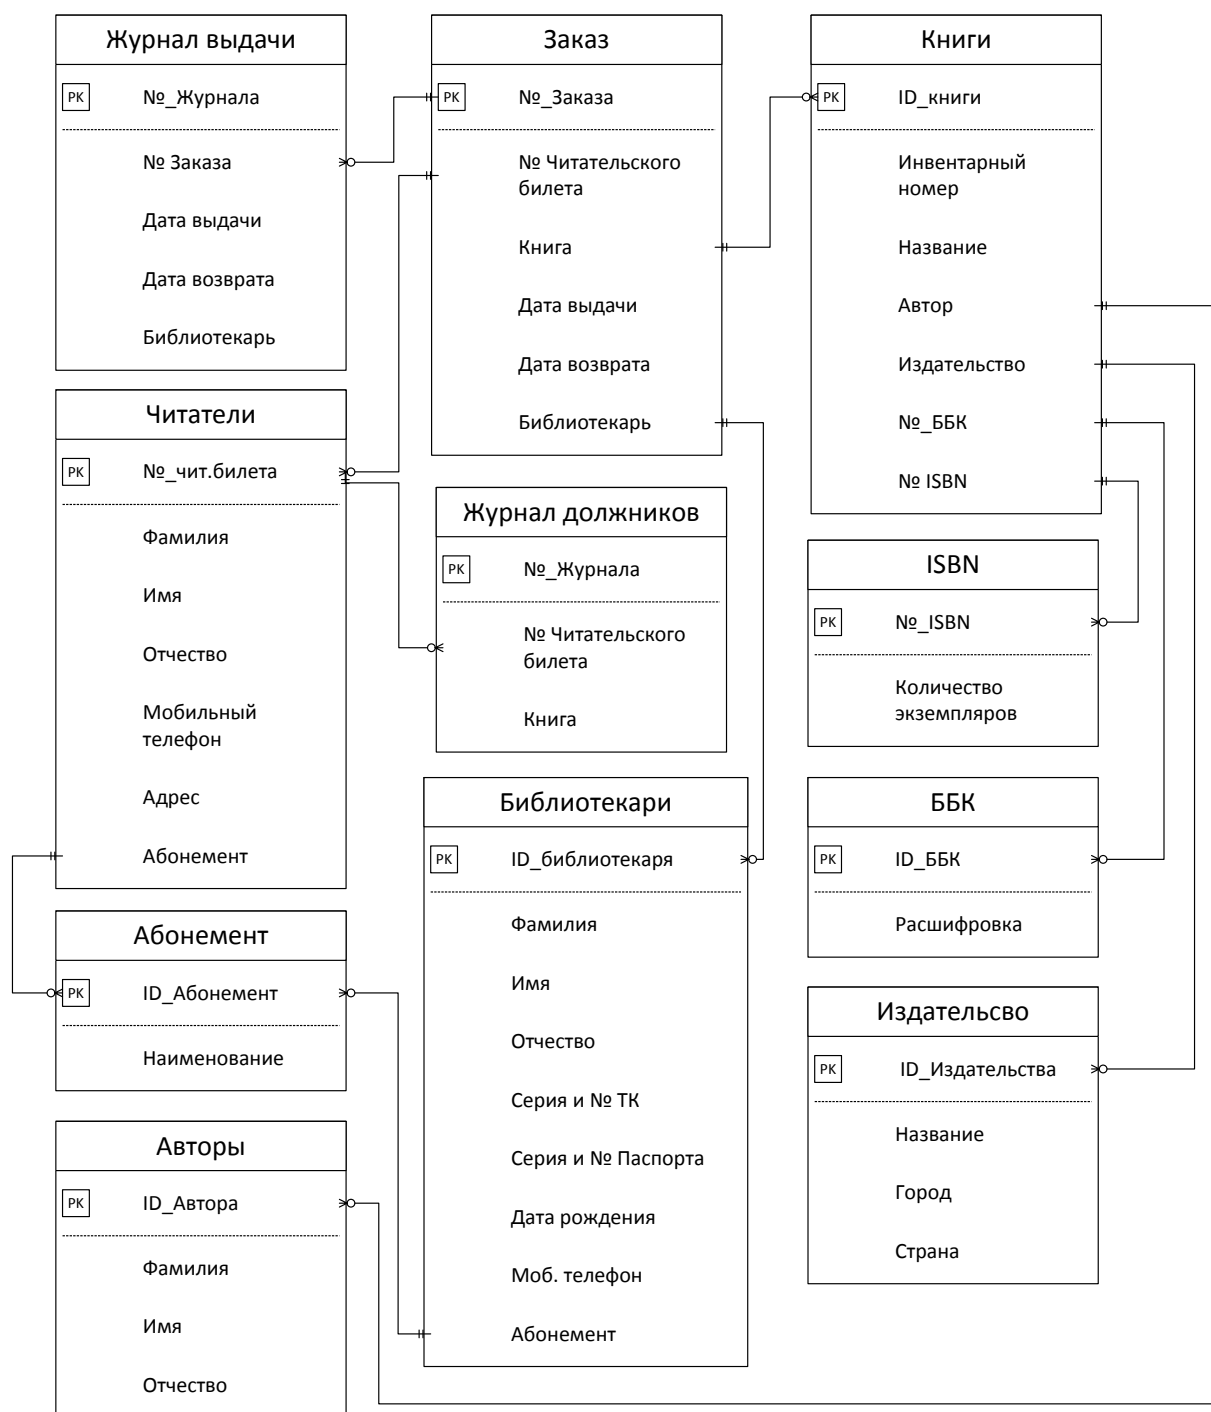 Журнал выдачи
PK
№_Журнала
№ Заказа
Дата выдачи
Дата возврата
Библиотекарь
Заказ
PK
№_Заказа
№ Читательского
билета
Книга
Дата выдачи
Дата возврата
Библиотекарь
Книги
PK
ID_книги
Инвентарный
номер
Название
Автор
Издательство
№_ББК
№ ISBN
Читатели
PK
№_чит.билета
Фамилия
Имя
Отчество
Мобильный
телефон
Адрес
Абонемент
Журнал должников
PK
№_Журнала
№ Читательского
билета
Книга
ISBN
PK
№_ISBN
Количество
экземпляров
Библиотекари
PK
ID_библиотекаря
Фамилия
Имя
Отчество
Серия и № ТК
Серия и № Паспорта
Дата рождения
Моб. телефон
Абонемент
ББК
PK
ID_ББК
Расшифровка
Абонемент
PK
ID_Абонемент
Наименование
Издательсво
PK
ID_Издательства
Название
Город
Страна
Авторы
PK
ID_Автора
Фамилия
Имя
Отчество